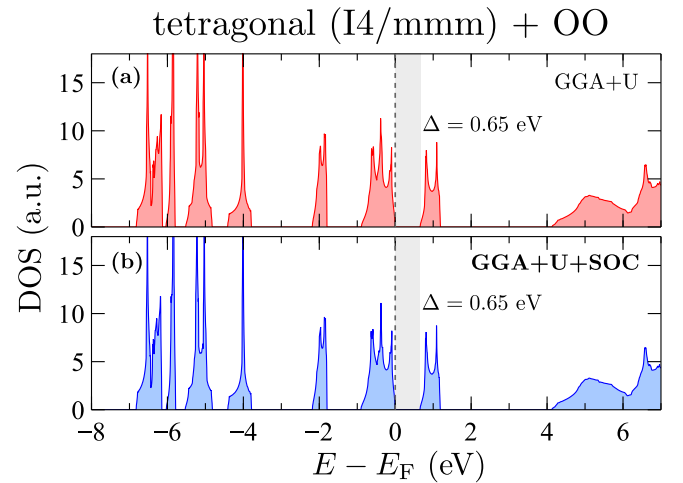 tetragonal (I4/mmm) + OO
(a)
GGA+U
Δ = 0.65 eV
15
10
5
0
DOS (a.u.)
(b)
GGA+U+SOC
Δ = 0.65 eV
15
10
5
0
−8 −6 −4 −2 0 2 4 6
E − E_F (eV)